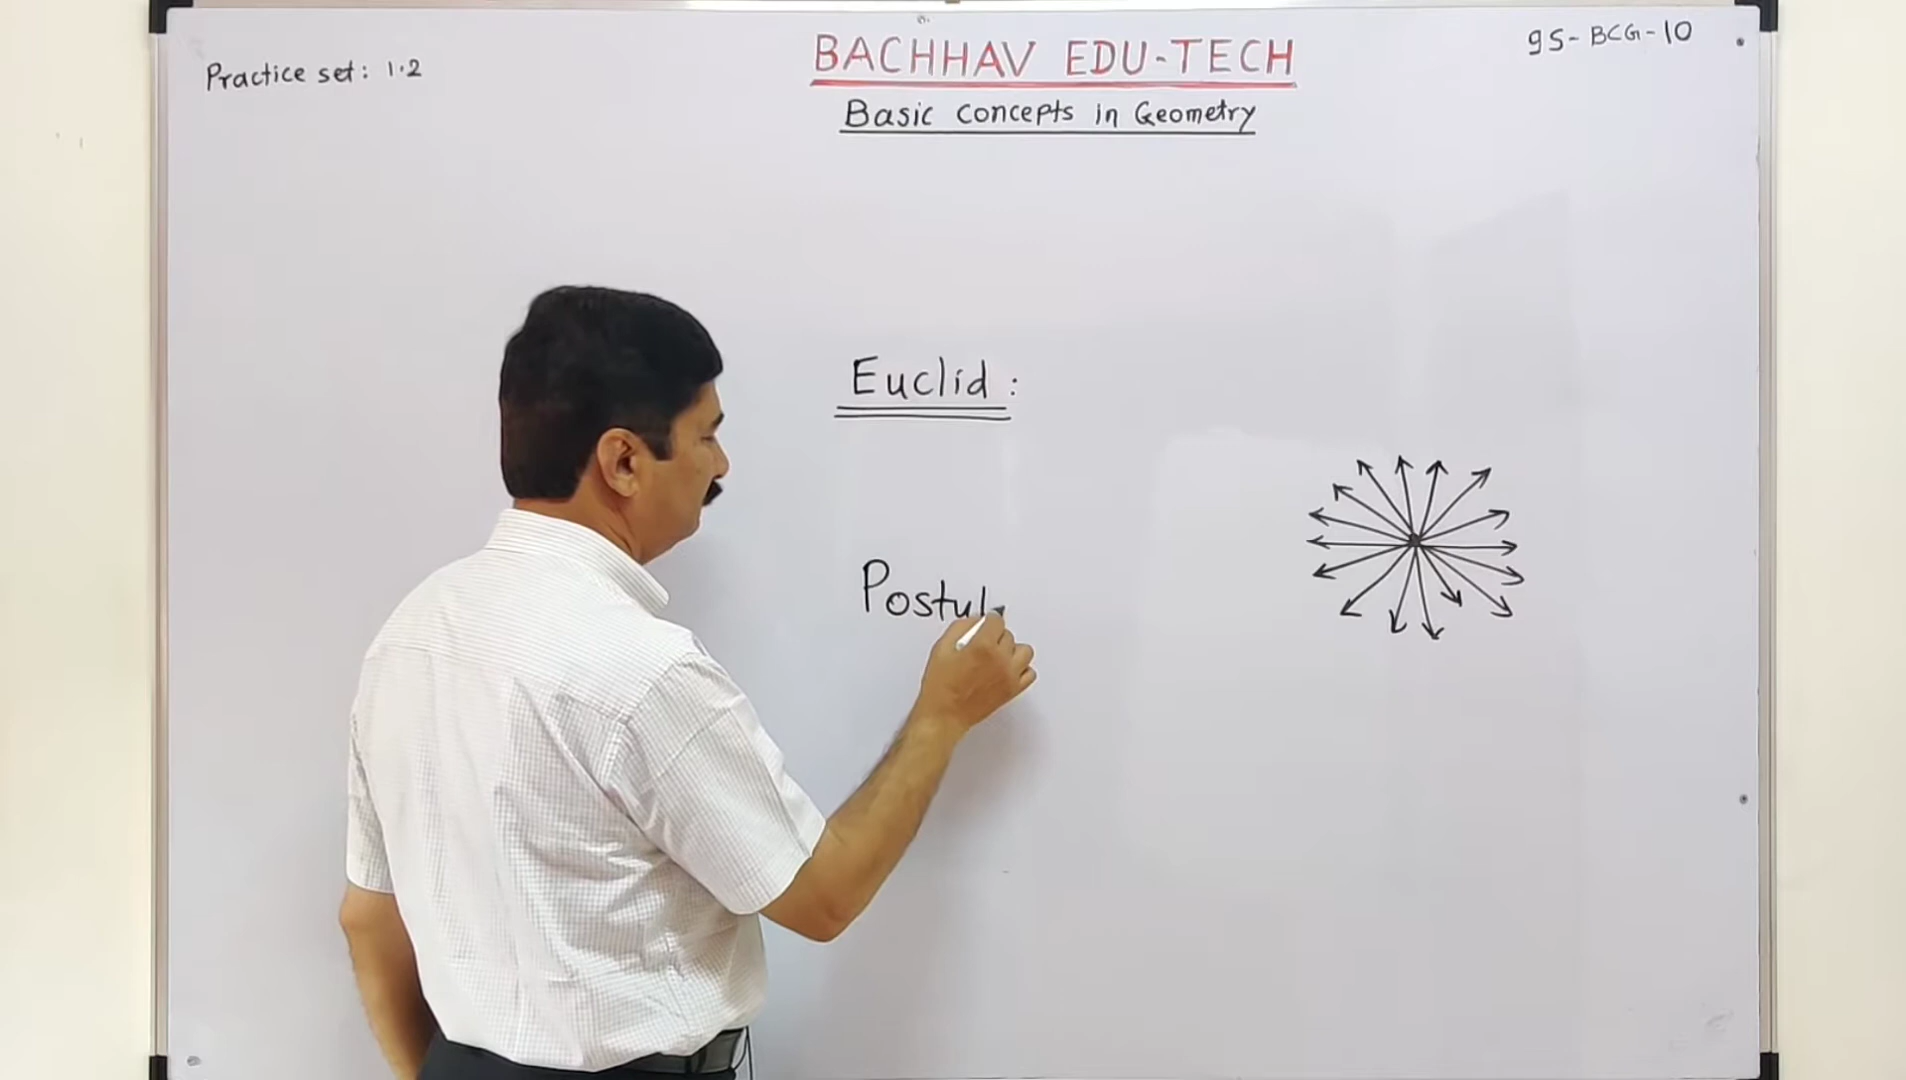 Practice set: 1.2
BACHHAV EDU-TECH
9S-BCG-10
Basic concepts in Geometry
Euclid:
Postul